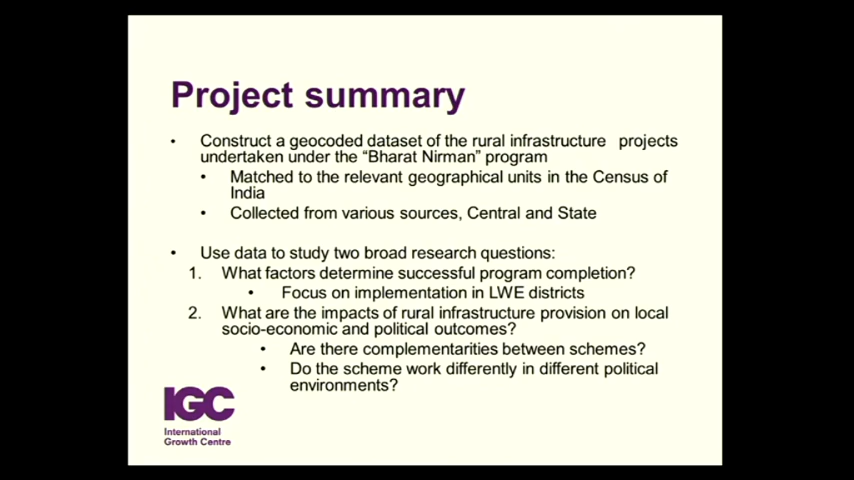 Project summary
• Construct a geocoded dataset of the rural infrastructure projects
undertaken under the “Bharat Nirman” program
• Matched to the relevant geographical units in the Census of
India
• Collected from various sources, Central and State
• Use data to study two broad research questions:
1. What factors determine successful program completion?
• Focus on implementation in LWE districts
2. What are the impacts of rural infrastructure provision on local
socio-economic and political outcomes?
• Are there complementarities between schemes?
• Do the scheme work differently in different political
environments?
IGC
International
Growth Centre